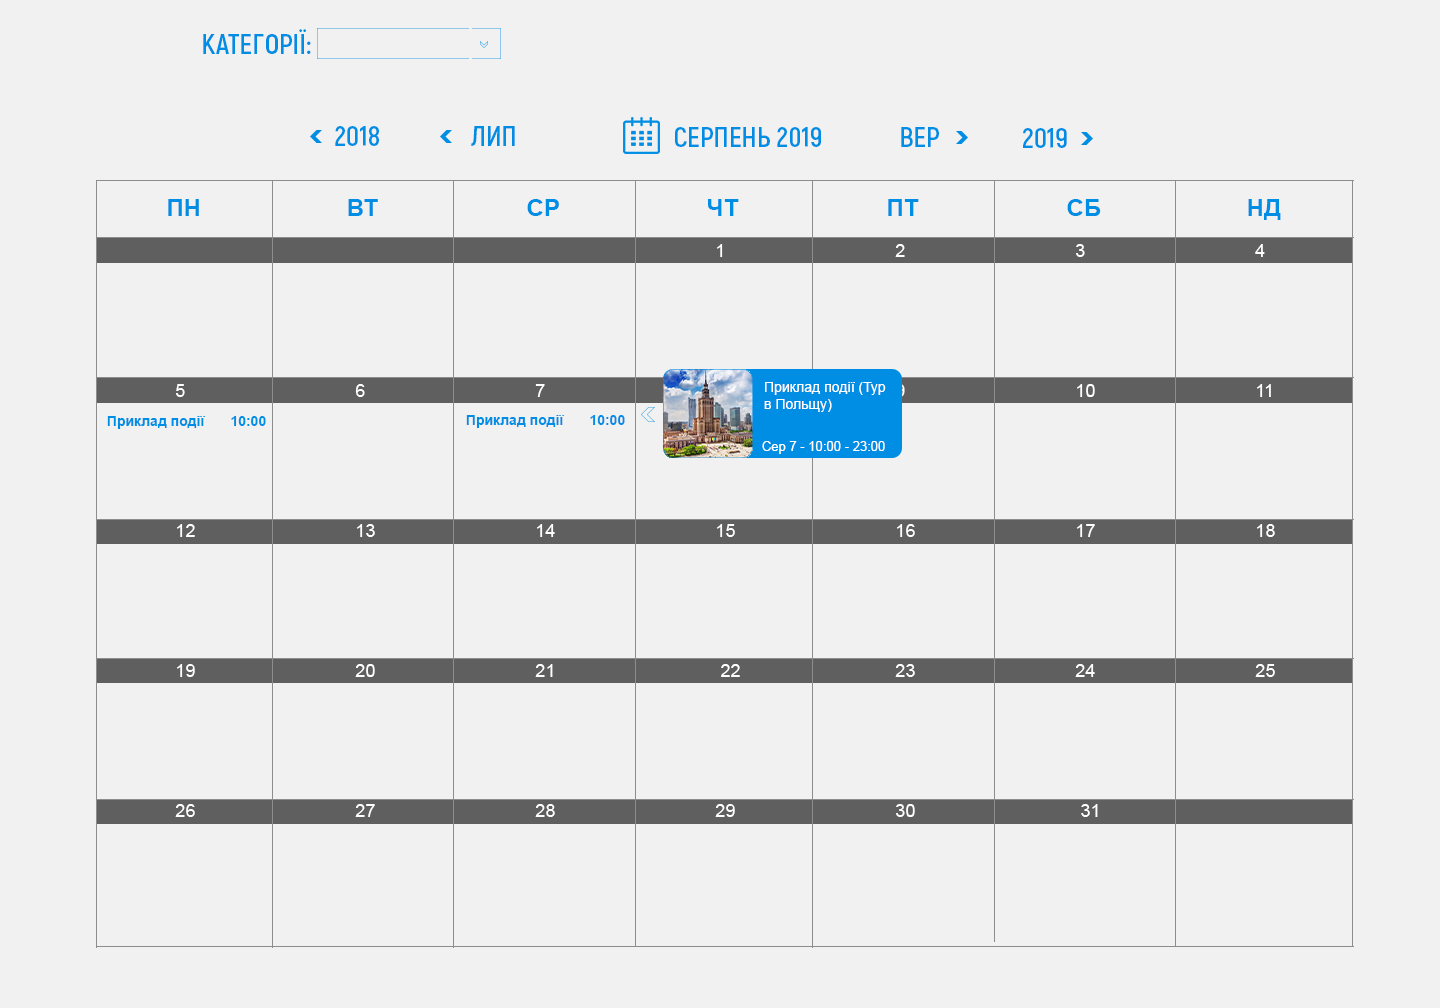 КАТЕГОРІЇ:
2018 ЛИП СЕРПЕНЬ 2019 ВЕР 2019
ПН ВТ СР ЧТ ПТ СБ НД
1 2 3 4
5 6 7 9 10 11
Приклад події 10:00 Приклад події 10:00
Приклад події (Тур
в Польщу)
Сер 7 - 10:00 - 23:00
12 13 14 15 16 17 18
19 20 21 22 23 24 25
26 27 28 29 30 31